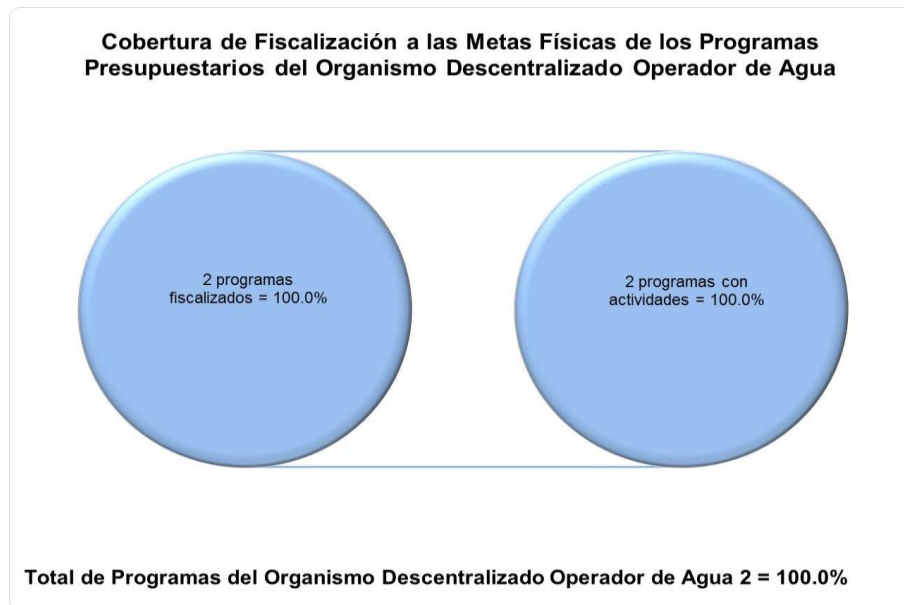 Cobertura de Fiscalización a las Metas Físicas de los Programas
Presupuestarios del Organismo Descentralizado Operador de Agua
2 programas
fiscalizados = 100.0%
2 programas con
actividades = 100.0%
Total de Programas del Organismo Descentralizado Operador de Agua 2 = 100.0%